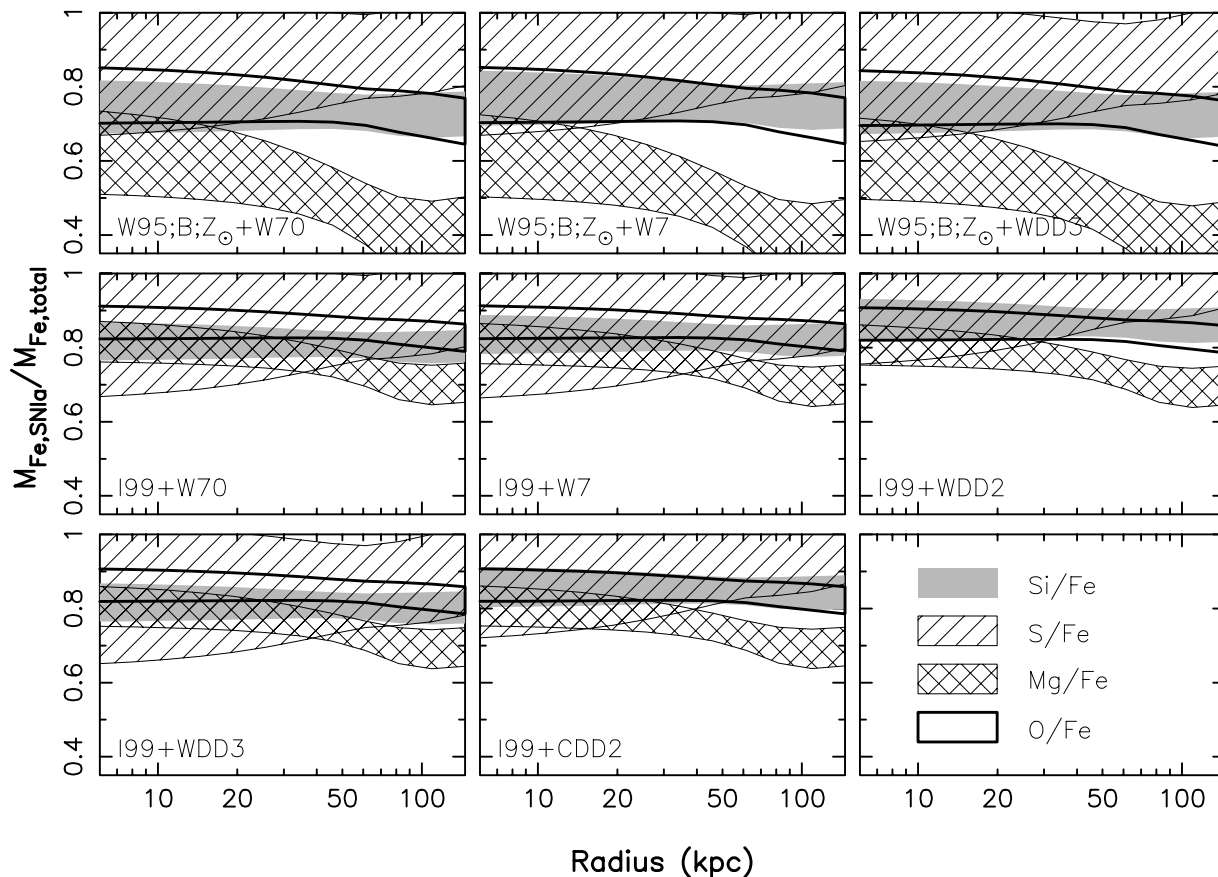 1
0.8
0.6
0.4
W95;B;Z⊙+W70
W95;B;Z⊙+W7
W95;B;Z⊙+WDD3
1
0.8
0.6
0.4
I99+W70
I99+W7
I99+WDD2
M_Fe,SNIa/M_Fe,total
1
0.8
0.6
0.4
I99+WDD3
I99+CDD2
Si/Fe
S/Fe
Mg/Fe
O/Fe
10 20 50 100
10 20 50 100
10 20 50 100
Radius (kpc)